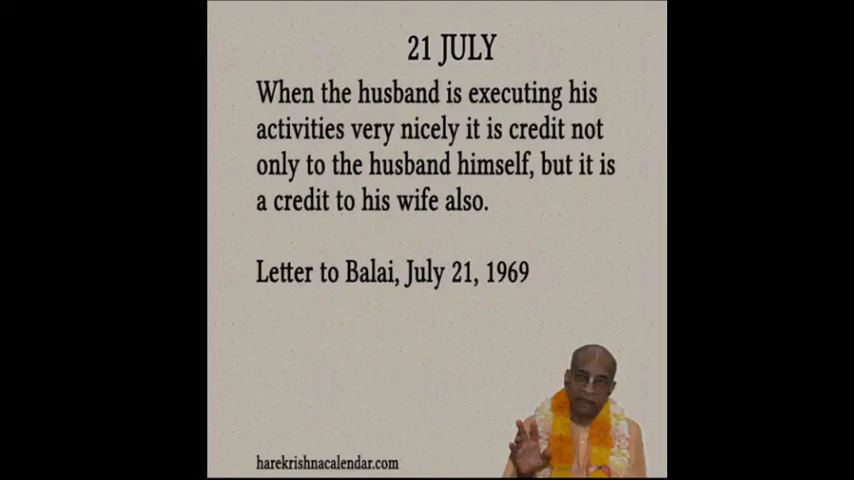 21 JULY
When the husband is executing his
activities very nicely it is credit not
only to the husband himself, but it is
a credit to his wife also.
Letter to Balai, July 21, 1969
harekrishnacalendar.com